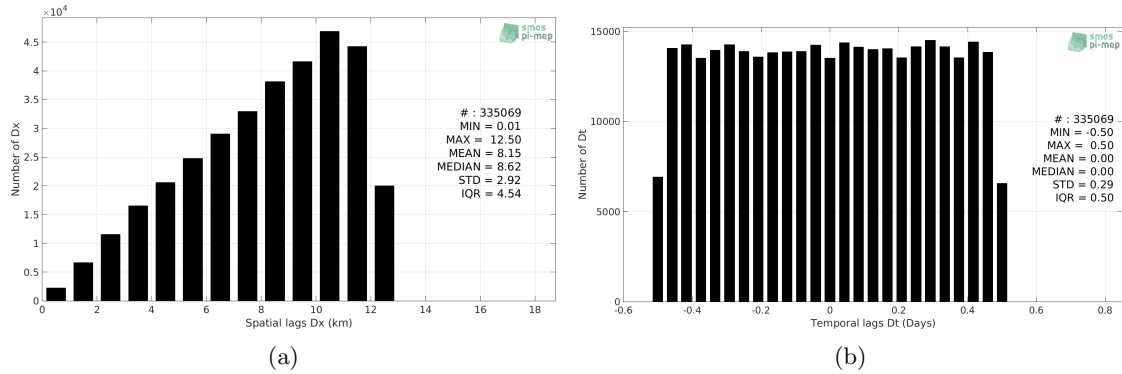 ×10⁴
5
4.5
4
3.5
3
2.5
2
1.5
1
0.5
0
Number of Dx
0 2 4 6 8 10 12 14 16 18
Spatial lags Dx (km)
smos
pi-mep
# : 335069
MIN = 0.01
MAX = 12.50
MEAN = 8.15
MEDIAN = 8.62
STD = 2.92
IQR = 4.54
(a)
15000
10000
5000
0
Number of Dt
-0.6 -0.4 -0.2 0 0.2 0.4 0.6 0.8
Temporal lags Dt (Days)
smos
pi-mep
# : 335069
MIN = -0.50
MAX = 0.50
MEAN = 0.00
MEDIAN = 0.00
STD = 0.29
IQR = 0.50
(b)